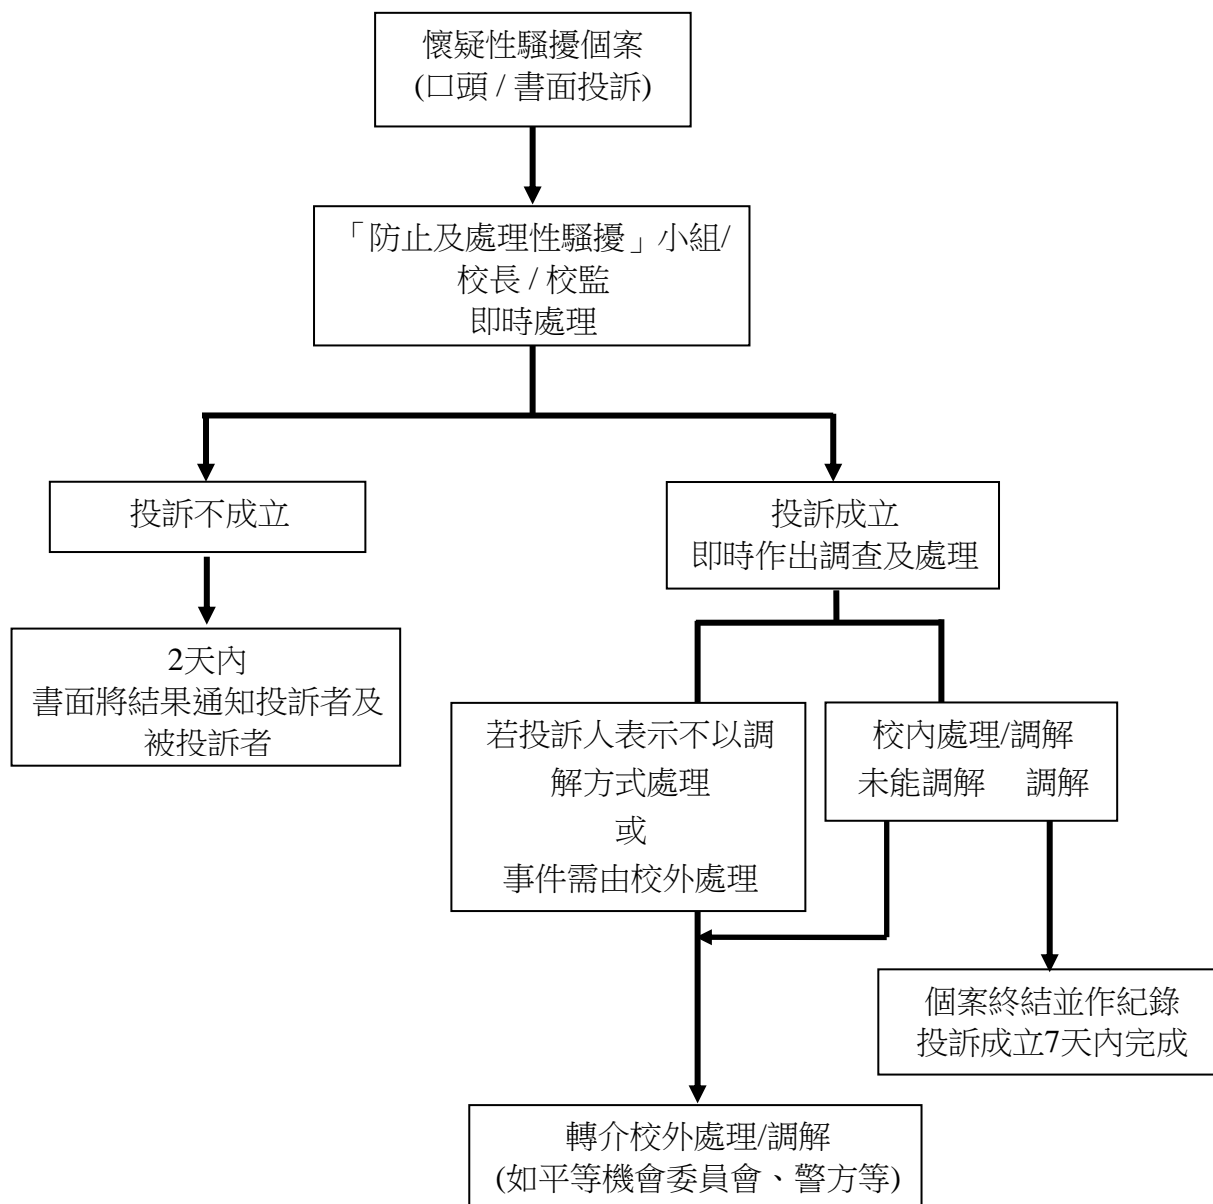 懷疑性騷擾個案
(口頭 / 書面投訴)
「防止及處理性騷擾」小組/
校長 / 校監
即時處理
投訴不成立
投訴成立
即時作出調查及處理
2天內
書面將結果通知投訴者及
被投訴者
若投訴人表示不以調
解方式處理
或
事件需由校外處理
校內處理/調解
未能調解 調解
個案終結並作紀錄
投訴成立7天內完成
轉介校外處理/調解
(如平等機會委員會、警方等)